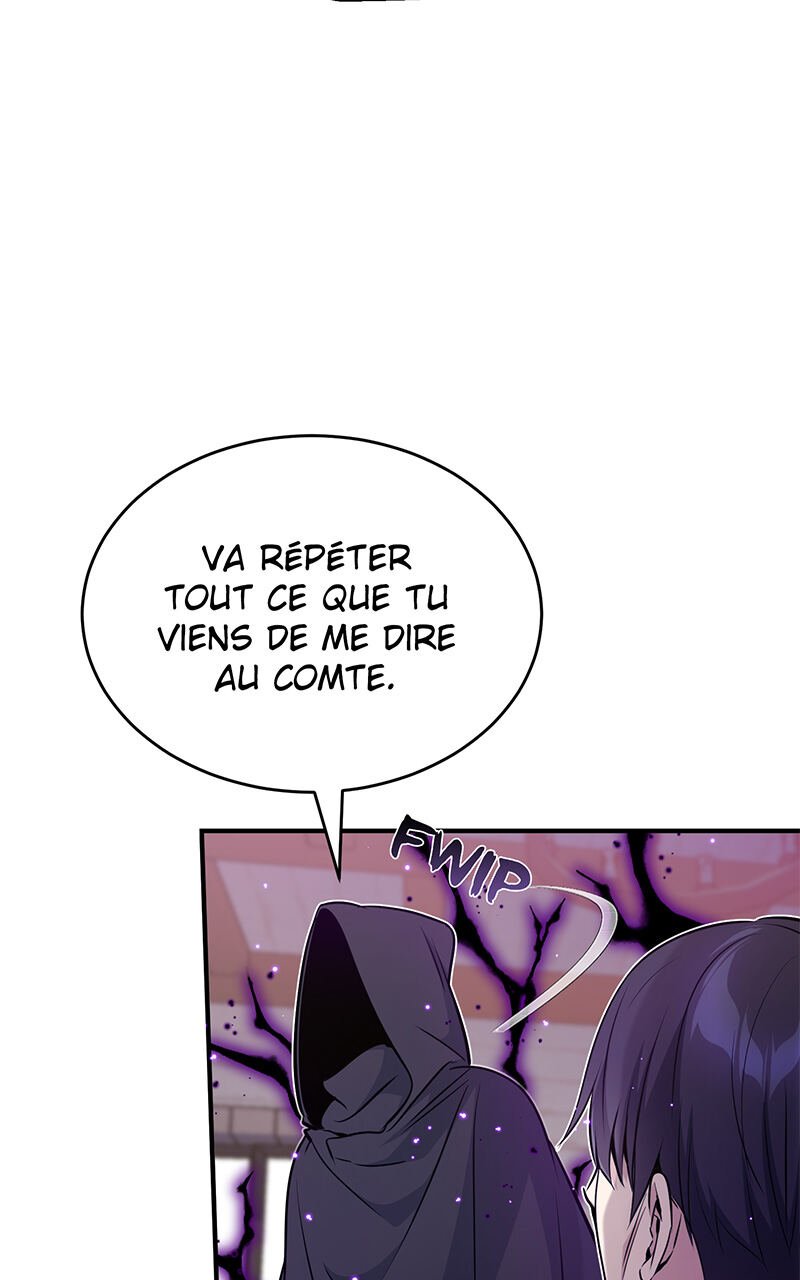 VA RÉPÉTER
TOUT CE QUE TU
VIENS DE ME DIRE
AU COMTE.
FWIP